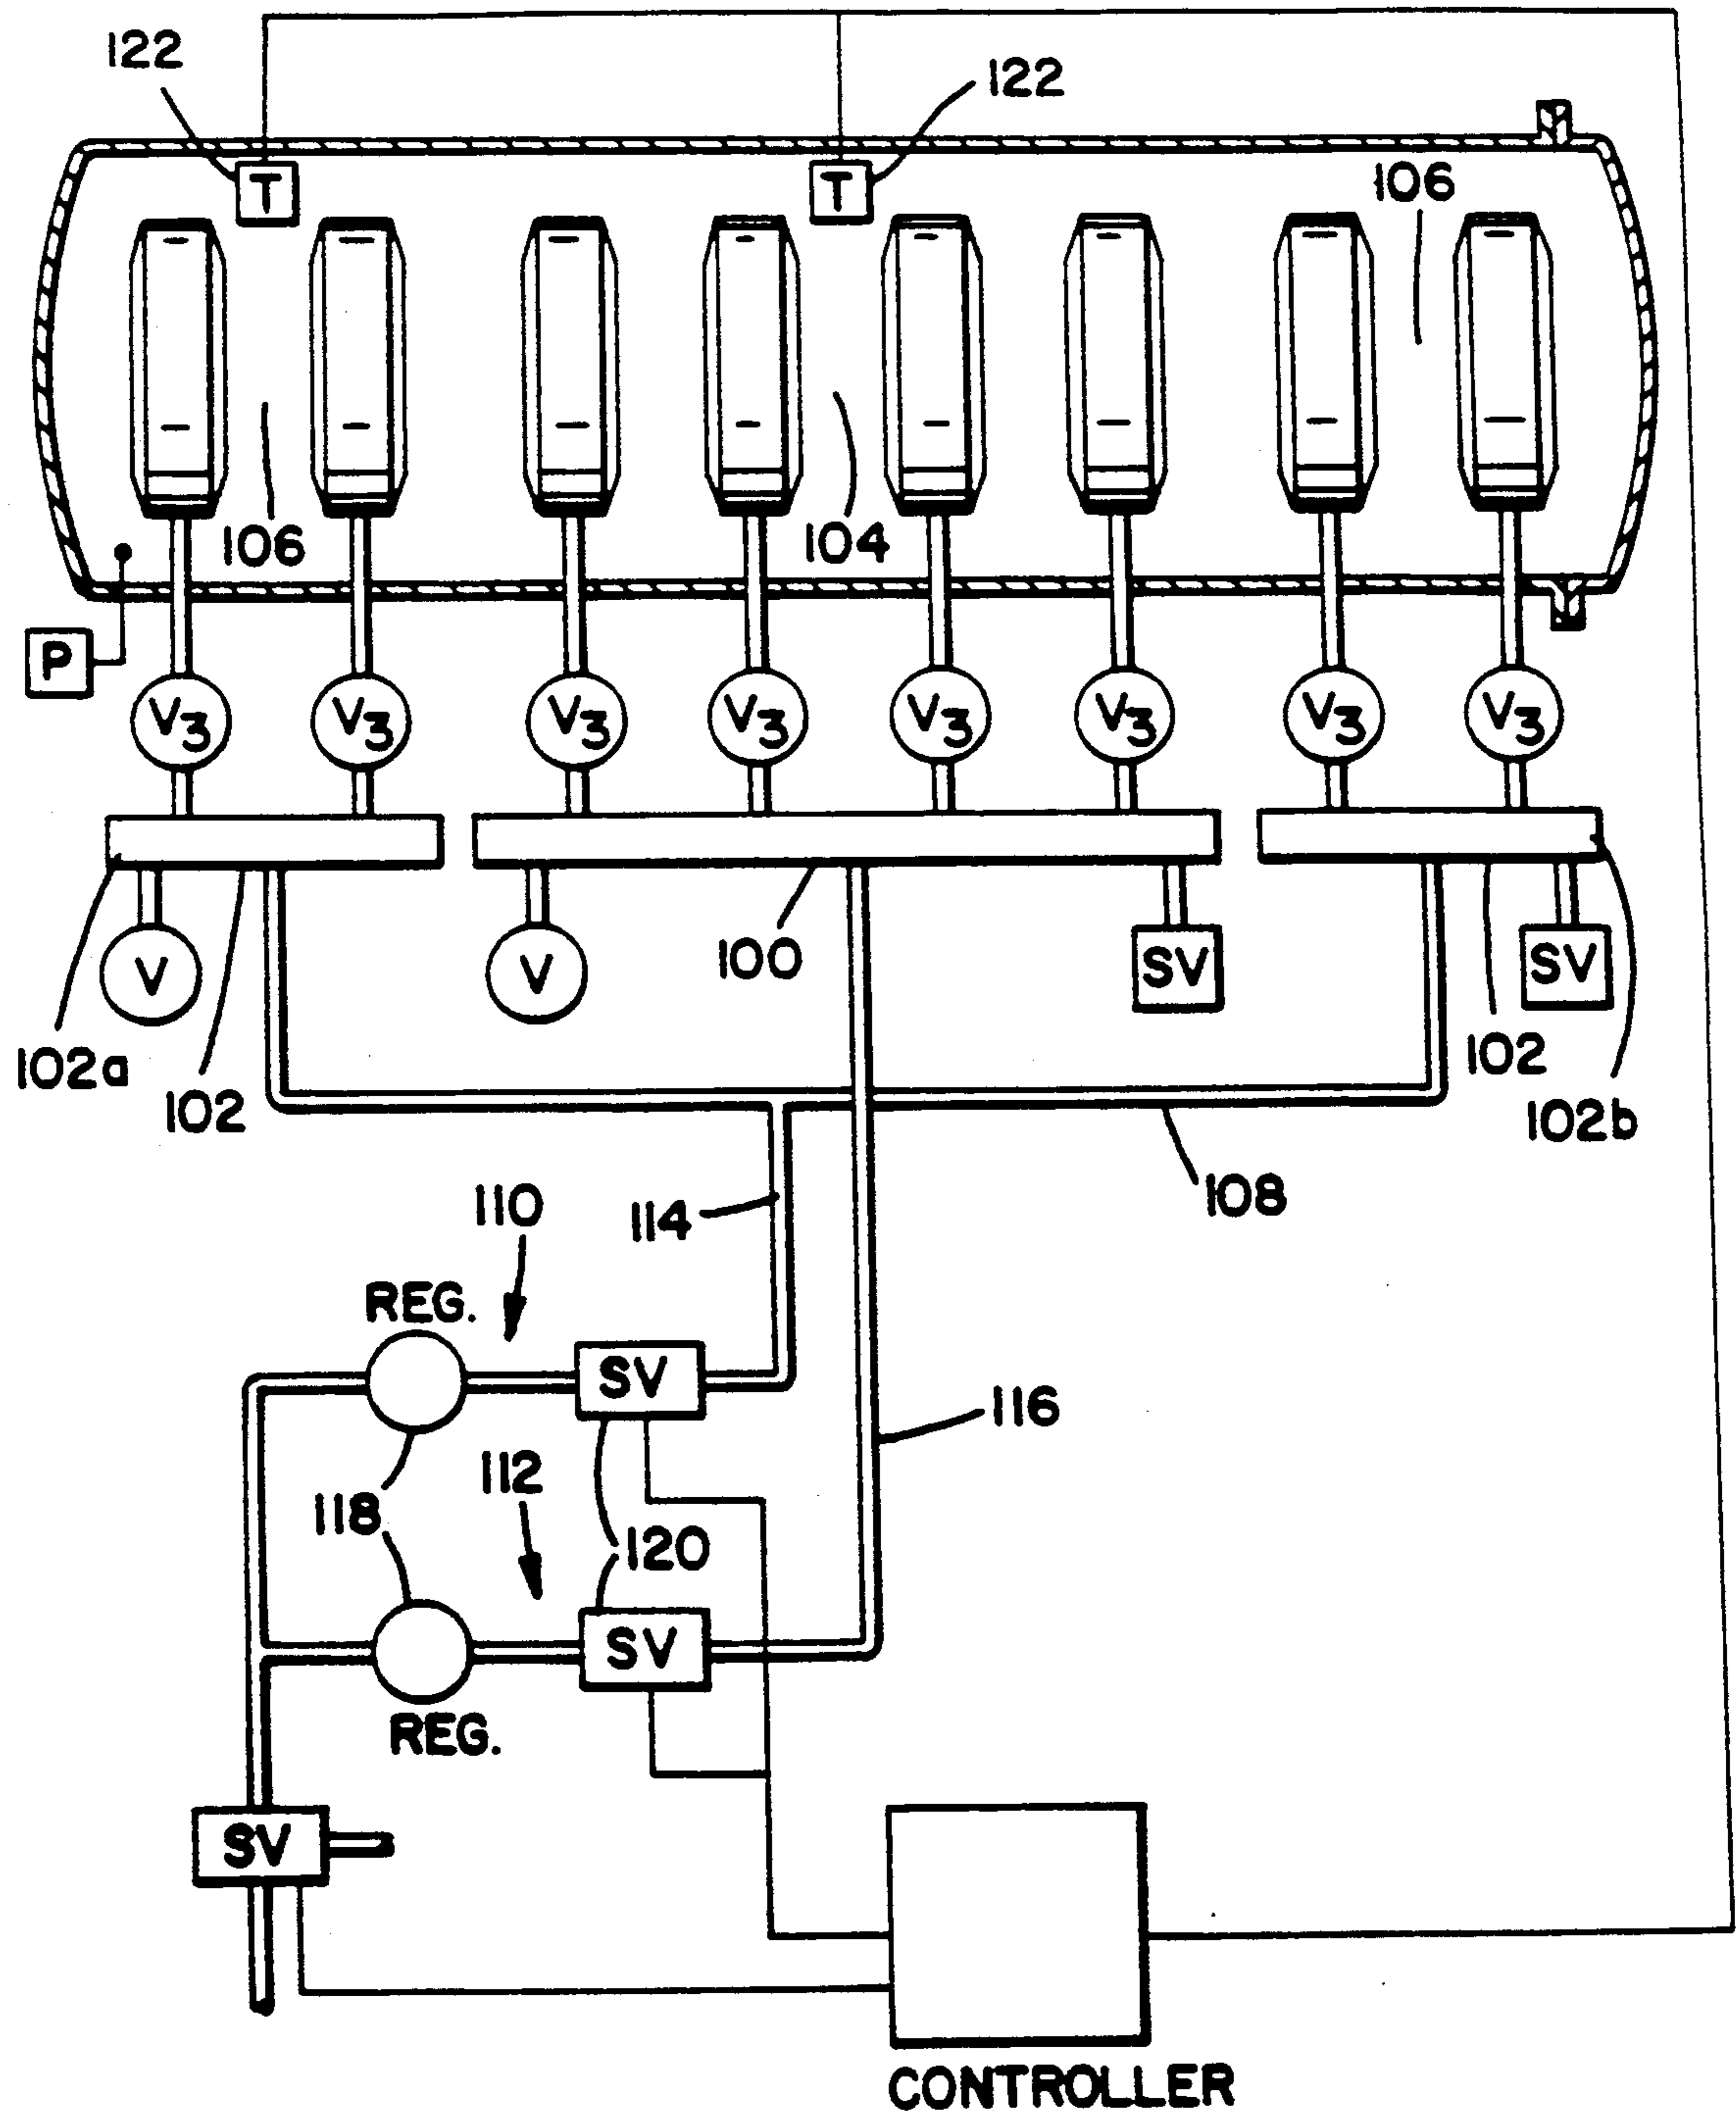 122
122
T
T
106
106
104
P
V3 V3 V3 V3 V3 V3 V3 V3
100
V
V
SV
SV
102a
102
102
102b
108
114
110
REG.
SV
116
112
118
120
SV
REG.
SV
CONTROLLER